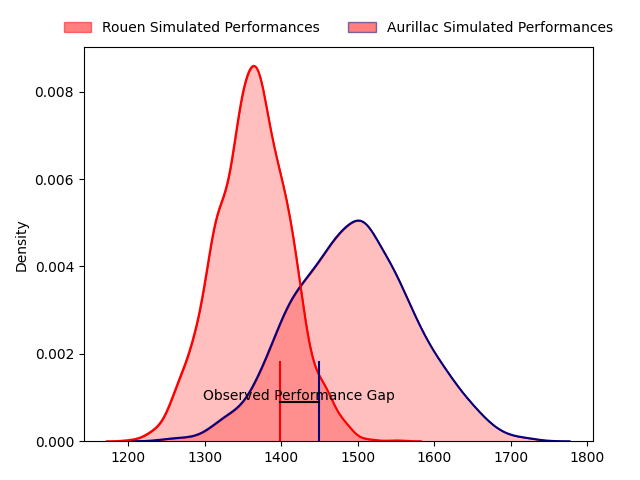 Rouen Simulated Performances
Aurillac Simulated Performances
Density
0.008
0.006
0.004
0.002
0.000
Observed Performance Gap
1200 1300 1400 1500 1600 1700 1800